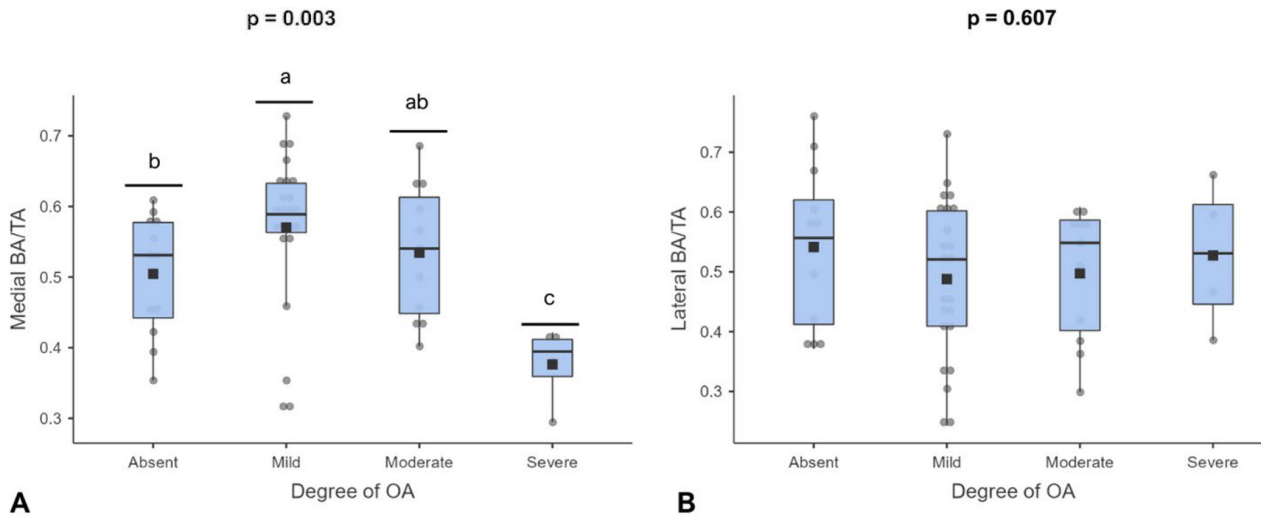 p = 0.003
a
ab
b
c
0.7
0.6
0.5
0.4
0.3
Medial BA/TA
Absent
Mild
Moderate
Severe
Degree of OA
A
p = 0.607
0.7
0.6
0.5
0.4
0.3
Lateral BA/TA
Absent
Mild
Moderate
Severe
Degree of OA
B